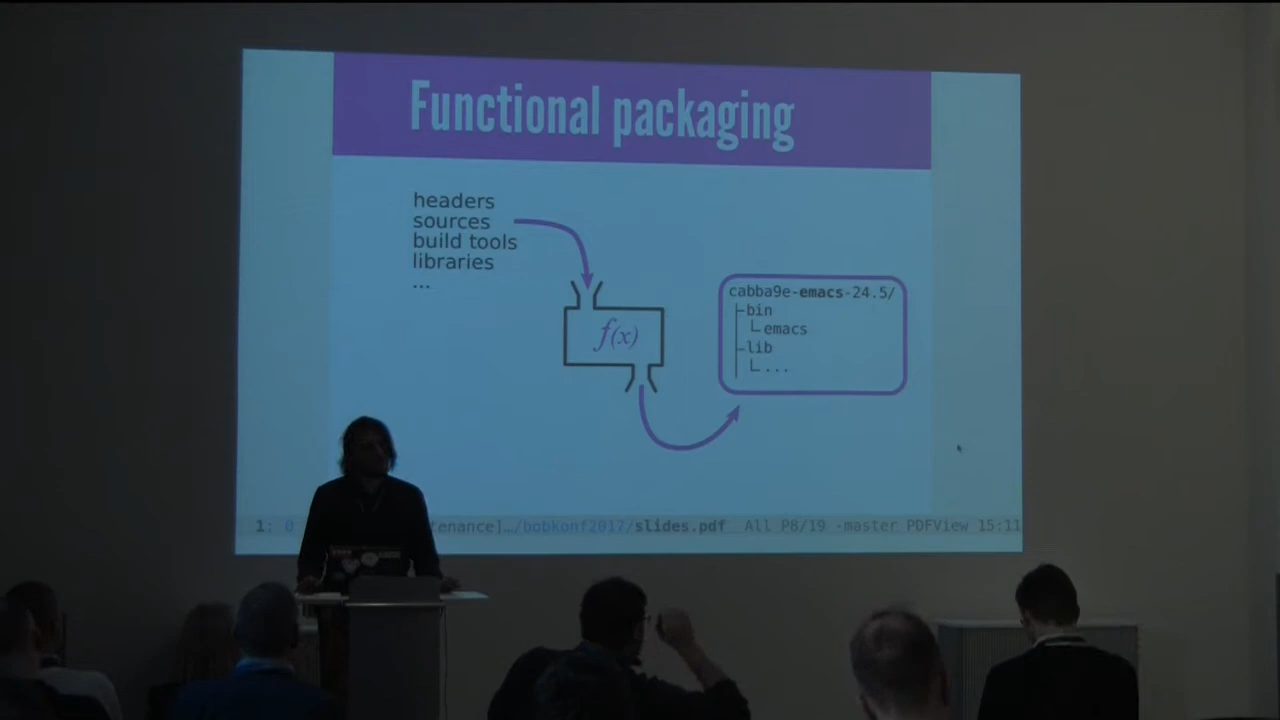 Functional packaging
headers
sources
build tools
libraries
...
f(x)
cabba9e-emacs-24.5/
bin
emacs
lib
...
1: 0 tenance]…/bobkonf2017/slides.pdf All P8/19 -master PDFView 15:11